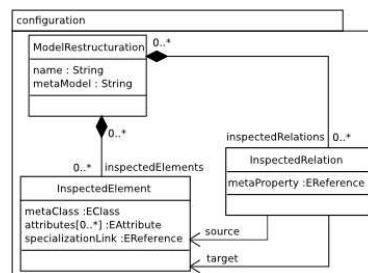 configuration
ModelRestructuration
0..*
name : String
metaModel : String
0..*
inspectedRelations 0..*
0..* inspectedElements
InspectedRelation
metaProperty :EReference
InspectedElement
metaClass :EClass
attributes[0..*] :EAttribute
specializationLink :EReference
source
target